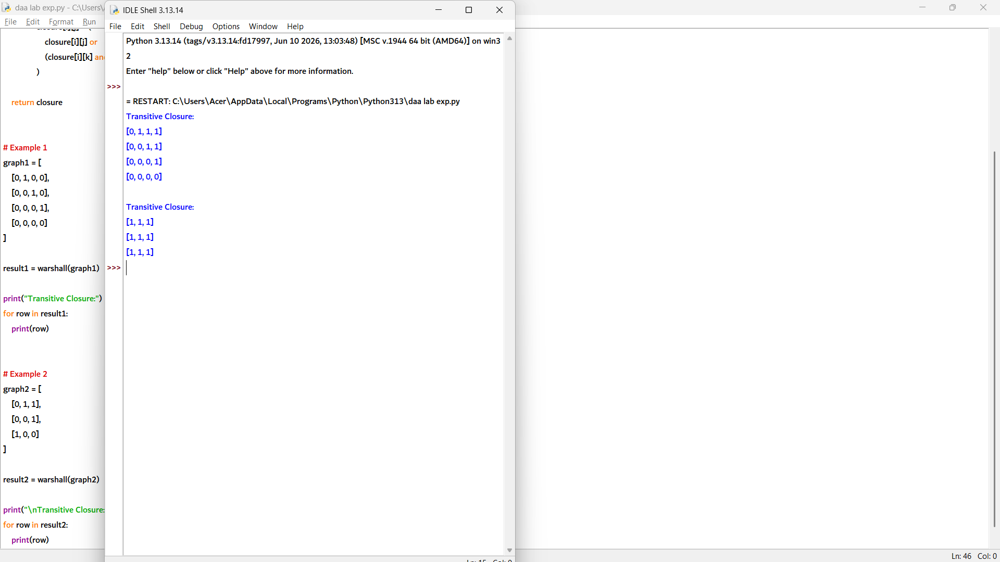 daa lab exp.py - C:\Users\
File Edit Format Run
closure[i][j] or
(closure[i][k]
)
return closure
# Example 1
graph1 = [
[0, 1, 0, 0],
[0, 0, 1, 0],
[0, 0, 0, 1],
[0, 0, 0, 0]
]
result1 = warshall(graph1)
print("Transitive Closure:")
for row in result1:
print(row)
# Example 2
graph2 = [
[0, 1, 1],
[0, 0, 1],
[1, 0, 0]
]
result2 = warshall(graph2)
print("\nTransitive Closure:
for row in result2:
print(row)
IDLE Shell 3.13.14
File Edit Shell Debug Options Window Help
Python 3.13.14 (tags/v3.13.14:fd17997, Jun 10 2026, 13:03:48) [MSC v.1944 64 bit (AMD64)] on win3
2
Enter "help" below or click "Help" above for more information.
>>>
= RESTART: C:\Users\Acer\AppData\Local\Programs\Python\Python313\daa lab exp.py
Transitive Closure:
[0, 1, 1, 1]
[0, 0, 1, 1]
[0, 0, 0, 1]
[0, 0, 0, 0]
Transitive Closure:
[1, 1, 1]
[1, 1, 1]
[1, 1, 1]
>>>
Ln: 46 Col: 0